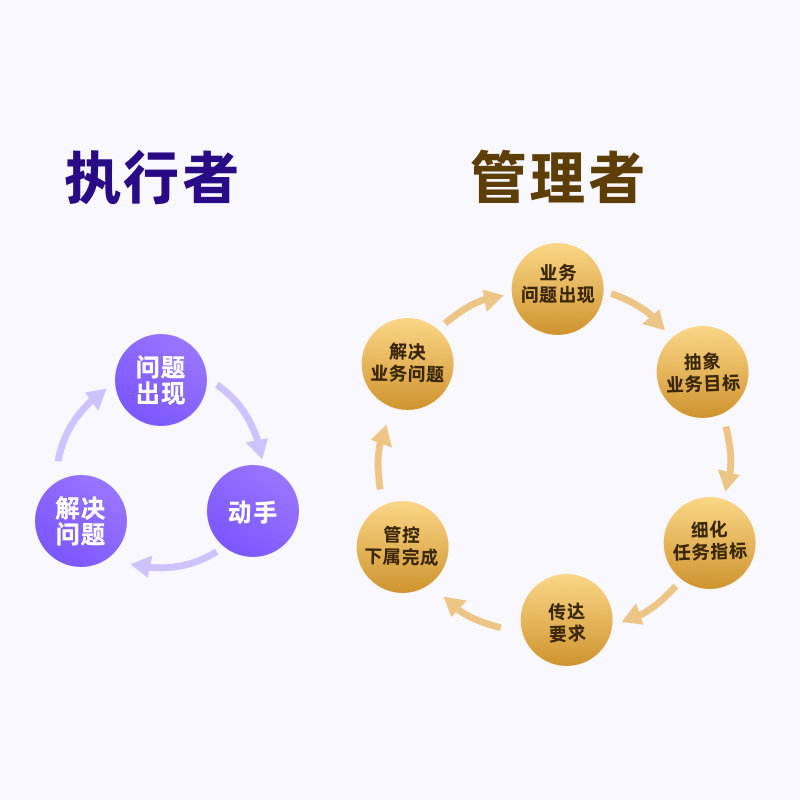 执行者
问题
出现
动手
解决
问题
管理者
业务
问题出现
抽象
业务目标
细化
任务指标
传达
要求
管控
下属完成
解决
业务问题